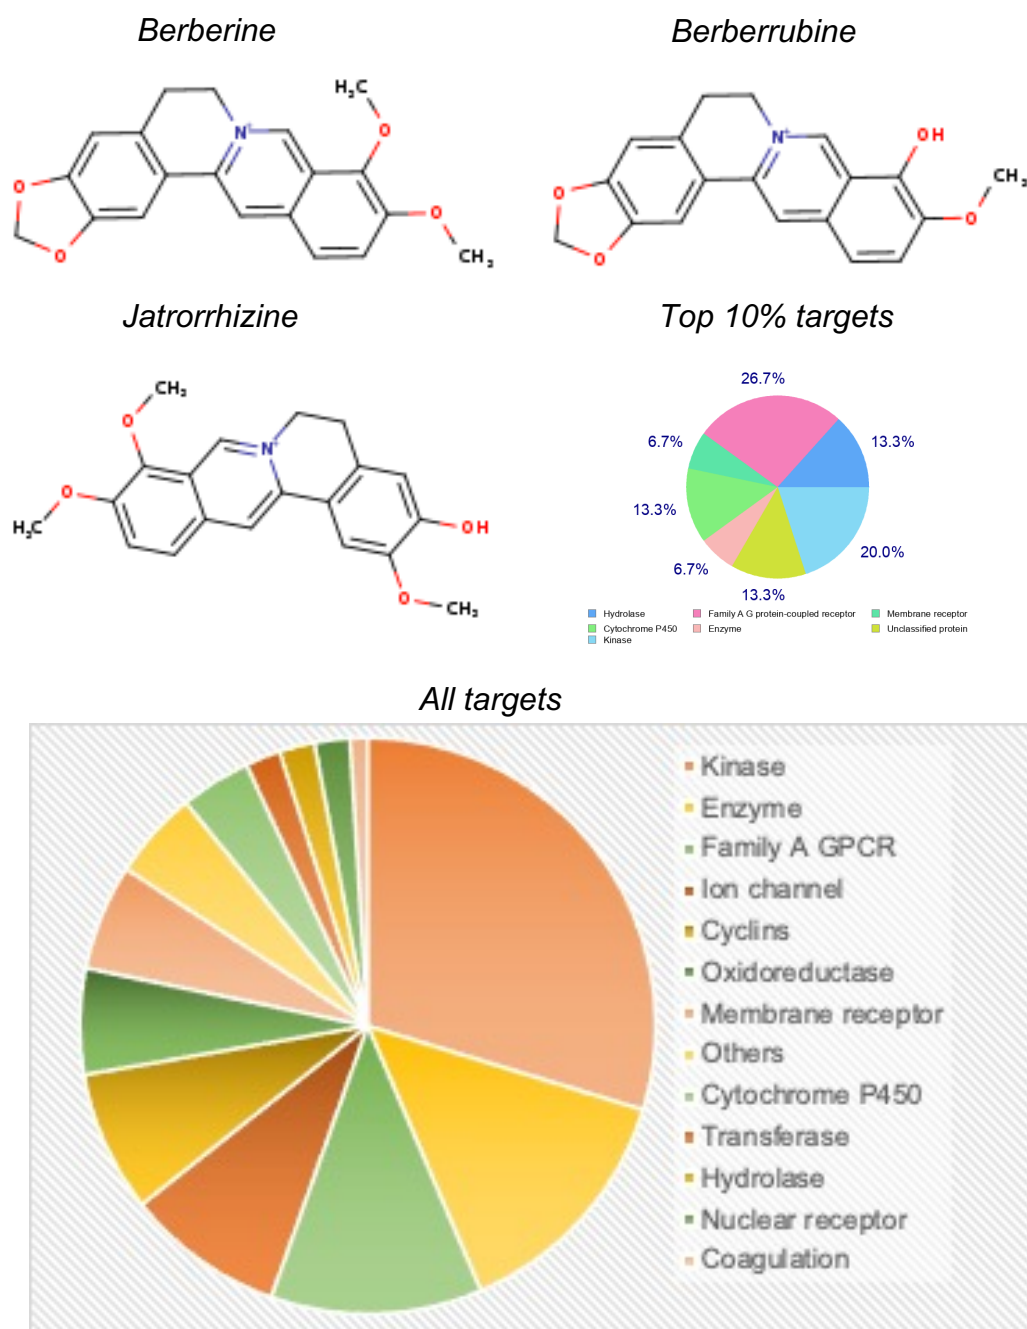 Berberine
Berberrubine
H₃C
O
N⁺
O
O
O
CH₃
OH
N⁺
CH₃
O
O
O
Jatrorrhizine
Top 10% targets
CH₃
O
N⁺
O
H₃C
OH
O
CH₃
26.7%
6.7%
13.3%
13.3%
20.0%
6.7%
13.3%
Hydrolase
Family A G protein-coupled receptor
Membrane receptor
Cytochrome P450
Enzyme
Unclassified protein
Kinase
All targets
Kinase
Enzyme
Family A GPCR
Ion channel
Cyclins
Oxidoreductase
Membrane receptor
Others
Cytochrome P450
Transferase
Hydrolase
Nuclear receptor
Coagulation